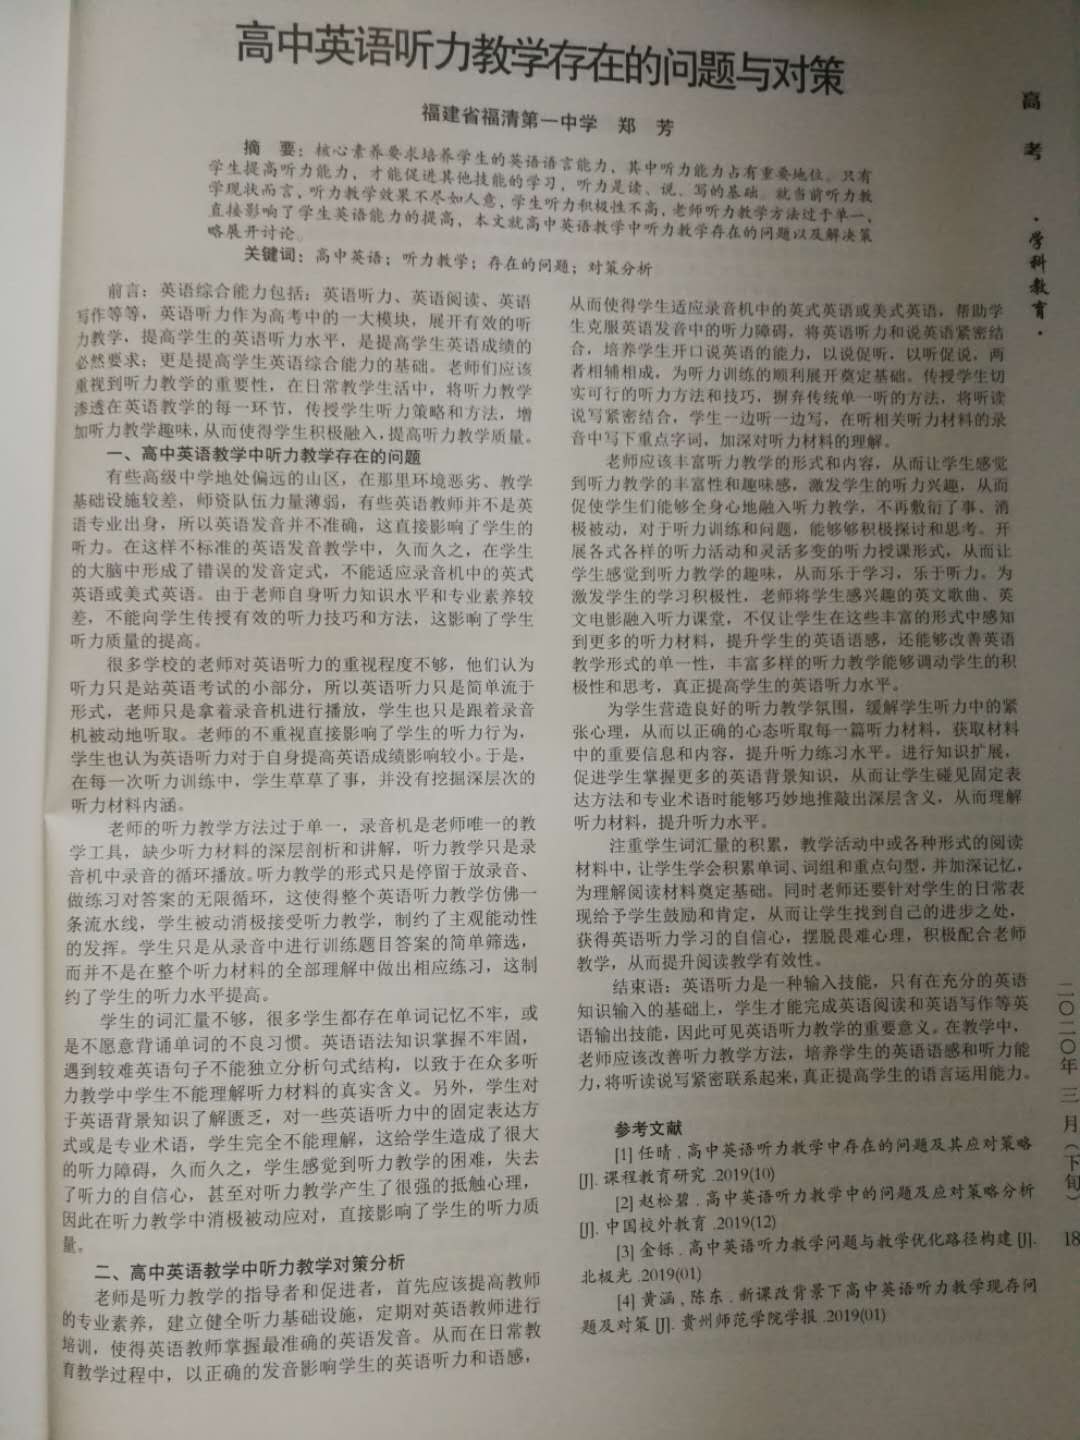 高中英语听力教学存在的问题与对策
福建省福清第一中学 郑 芳
摘 要：核心素养要求培养学生的英语语言能力，其中听力能力占有重要地位。只有
学生提高听力能力，才能促进其他技能的学习，听力是读、说、写的基础。就当前听力教
学现状而言，听力教学效果不尽如人意，学生听力积极性不高，老师听力教学方法过于单一，
直接影响了学生英语能力的提高，本文就高中英语教学中听力教学存在的问题以及解决策
略展开讨论。
关键词：高中英语；听力教学；存在的问题；对策分析
前言：英语综合能力包括：英语听力、英语阅读、英语
写作等等，英语听力作为高考中的一大模块，展开有效的听
力教学，提高学生的英语听力水平，是提高学生英语成绩的
必然要求；更是提高学生英语综合能力的基础。老师们应该
重视到听力教学的重要性，在日常教学生活中，将听力教学
渗透在英语教学的每一环节，传授学生听力策略和方法，增
加听力教学趣味，从而使得学生积极融入，提高听力教学质量。
一、高中英语教学中听力教学存在的问题
有些高级中学地处偏远的山区，在那里环境恶劣、教学
基础设施较差，师资队伍力量薄弱，有些英语教师并不是英
语专业出身，所以英语发音并不准确，这直接影响了学生的
听力。在这样不标准的英语发音教学中，久而久之，在学生
的大脑中形成了错误的发音定式，不能适应录音机中的英式
英语或美式英语。由于老师自身听力知识水平和专业素养较
差，不能向学生传授有效的听力技巧和方法，这影响了学生
听力质量的提高。
很多学校的老师对英语听力的重视程度不够，他们认为
听力只是站英语考试的小部分，所以英语听力只是简单流于
形式，老师只是拿着录音机进行播放，学生也只是跟着录音
机被动地听取。老师的不重视直接影响了学生的听力行为，
学生也认为英语听力对于自身提高英语成绩影响较小。于是，
在每一次听力训练中，学生草草了事，并没有挖掘深层次的
听力材料内涵。
老师的听力教学方法过于单一，录音机是老师唯一的教
学工具，缺少听力材料的深层剖析和讲解，听力教学只是录
音机中录音的循环播放。听力教学的形式只是停留于放录音、
做练习对答案的无限循环，这使得整个英语听力教学仿佛一
条流水线，学生被动消极接受听力教学，制约了主观能动性
的发挥。学生只是从录音中进行训练题目答案的简单筛选，
而并不是在整个听力材料的全部理解中做出相应练习，这制
约了学生的听力水平提高。
学生的词汇量不够，很多学生都存在单词记忆不牢，或
是不愿意背诵单词的不良习惯。英语语法知识掌握不牢固，
遇到较难英语句子不能独立分析句式结构，以致于在众多听
力教学中学生不能理解听力材料的真实含义。另外，学生对
于英语背景知识了解匮乏，对一些英语听力中的固定表达方
式或是专业术语，学生完全不能理解，这给学生造成了很大
的听力障碍，久而久之，学生感觉到听力教学的困难，失去
了听力的自信心，甚至对听力教学产生了很强的抵触心理，
因此在听力教学中消极被动应对，直接影响了学生的听力质
量。
二、高中英语教学中听力教学对策分析
老师是听力教学的指导者和促进者，首先应该提高教师
的专业素养，建立健全听力基础设施，定期对英语教师进行
培训，使得英语教师掌握最准确的英语发音。从而在日常教
育教学过程中，以正确的发音影响学生的英语听力和语感，
从而使得学生适应录音机中的英式英语或美式英语，帮助学
生克服英语发音中的听力障碍，将英语听力和说英语紧密结
合，培养学生开口说英语的能力，以说促听，以听促说，两
者相辅相成，为听力训练的顺利展开奠定基础。传授学生切
实可行的听力方法和技巧，摒弃传统单一听的方法，将听读
说写紧密结合，学生一边听一边写，在听相关听力材料的录
音中写下重点字词，加深对听力材料的理解。
老师应该丰富听力教学的形式和内容，从而让学生感觉
到听力教学的丰富性和趣味感，激发学生的听力兴趣，从而
促使学生们能够全身心地融入听力教学，不再敷衍了事、消
极被动，对于听力训练和问题，能够够积极探讨和思考。开
展各式各样的听力活动和灵活多变的听力授课形式，从而让
学生感觉到听力教学的趣味，从而乐于学习，乐于听力。为
激发学生的学习积极性，老师将学生感兴趣的英文歌曲、英
文电影融入听力课堂，不仅让学生在这些丰富的形式中感知
到更多的听力材料，提升学生的英语语感，还能够改善英语
教学形式的单一性，丰富多样的听力教学能够调动学生的积
极性和思考，真正提高学生的英语听力水平。
为学生营造良好的听力教学氛围，缓解学生听力中的紧
张心理，从而以正确的心态听取每一篇听力材料，获取材料
中的重要信息和内容，提升听力练习水平。进行知识扩展，
促进学生掌握更多的英语背景知识，从而让学生碰见固定表
达方法和专业术语时能够巧妙地推敲出深层含义，从而理解
听力材料，提升听力水平。
注重学生词汇量的积累，教学活动中或各种形式的阅读
材料中，让学生学会积累单词、词组和重点句型，并加深记忆，
为理解阅读材料奠定基础。同时老师还要针对学生的日常表
现给予学生鼓励和肯定，从而让学生找到自己的进步之处，
获得英语听力学习的自信心，摆脱畏难心理，积极配合老师
教学，从而提升阅读教学有效性。
结束语：英语听力是一种输入技能，只有在充分的英语
知识输入的基础上，学生才能完成英语阅读和英语写作等英
语输出技能，因此可见英语听力教学的重要意义。在教学中，
老师应该改善听力教学方法，培养学生的英语语感和听力能
力，将听读说写紧密联系起来，真正提高学生的语言运用能力。
参考文献
[1] 任晴．高中英语听力教学中存在的问题及其应对策略
[J]. 课程教育研究 .2019(10)
[2] 赵松碧．高中英语听力教学中的问题及应对策略分析
[J]. 中国校外教育 .2019(12)
[3] 金铄．高中英语听力教学问题与教学优化路径构建 [J].
北极光 .2019(01)
[4] 黄涵，陈东．新课改背景下高中英语听力教学现存问
题及对策 [J]. 贵州师范学院学报 .2019(01)
高 考
·学科教育·
二〇二〇年三月（下旬）
18